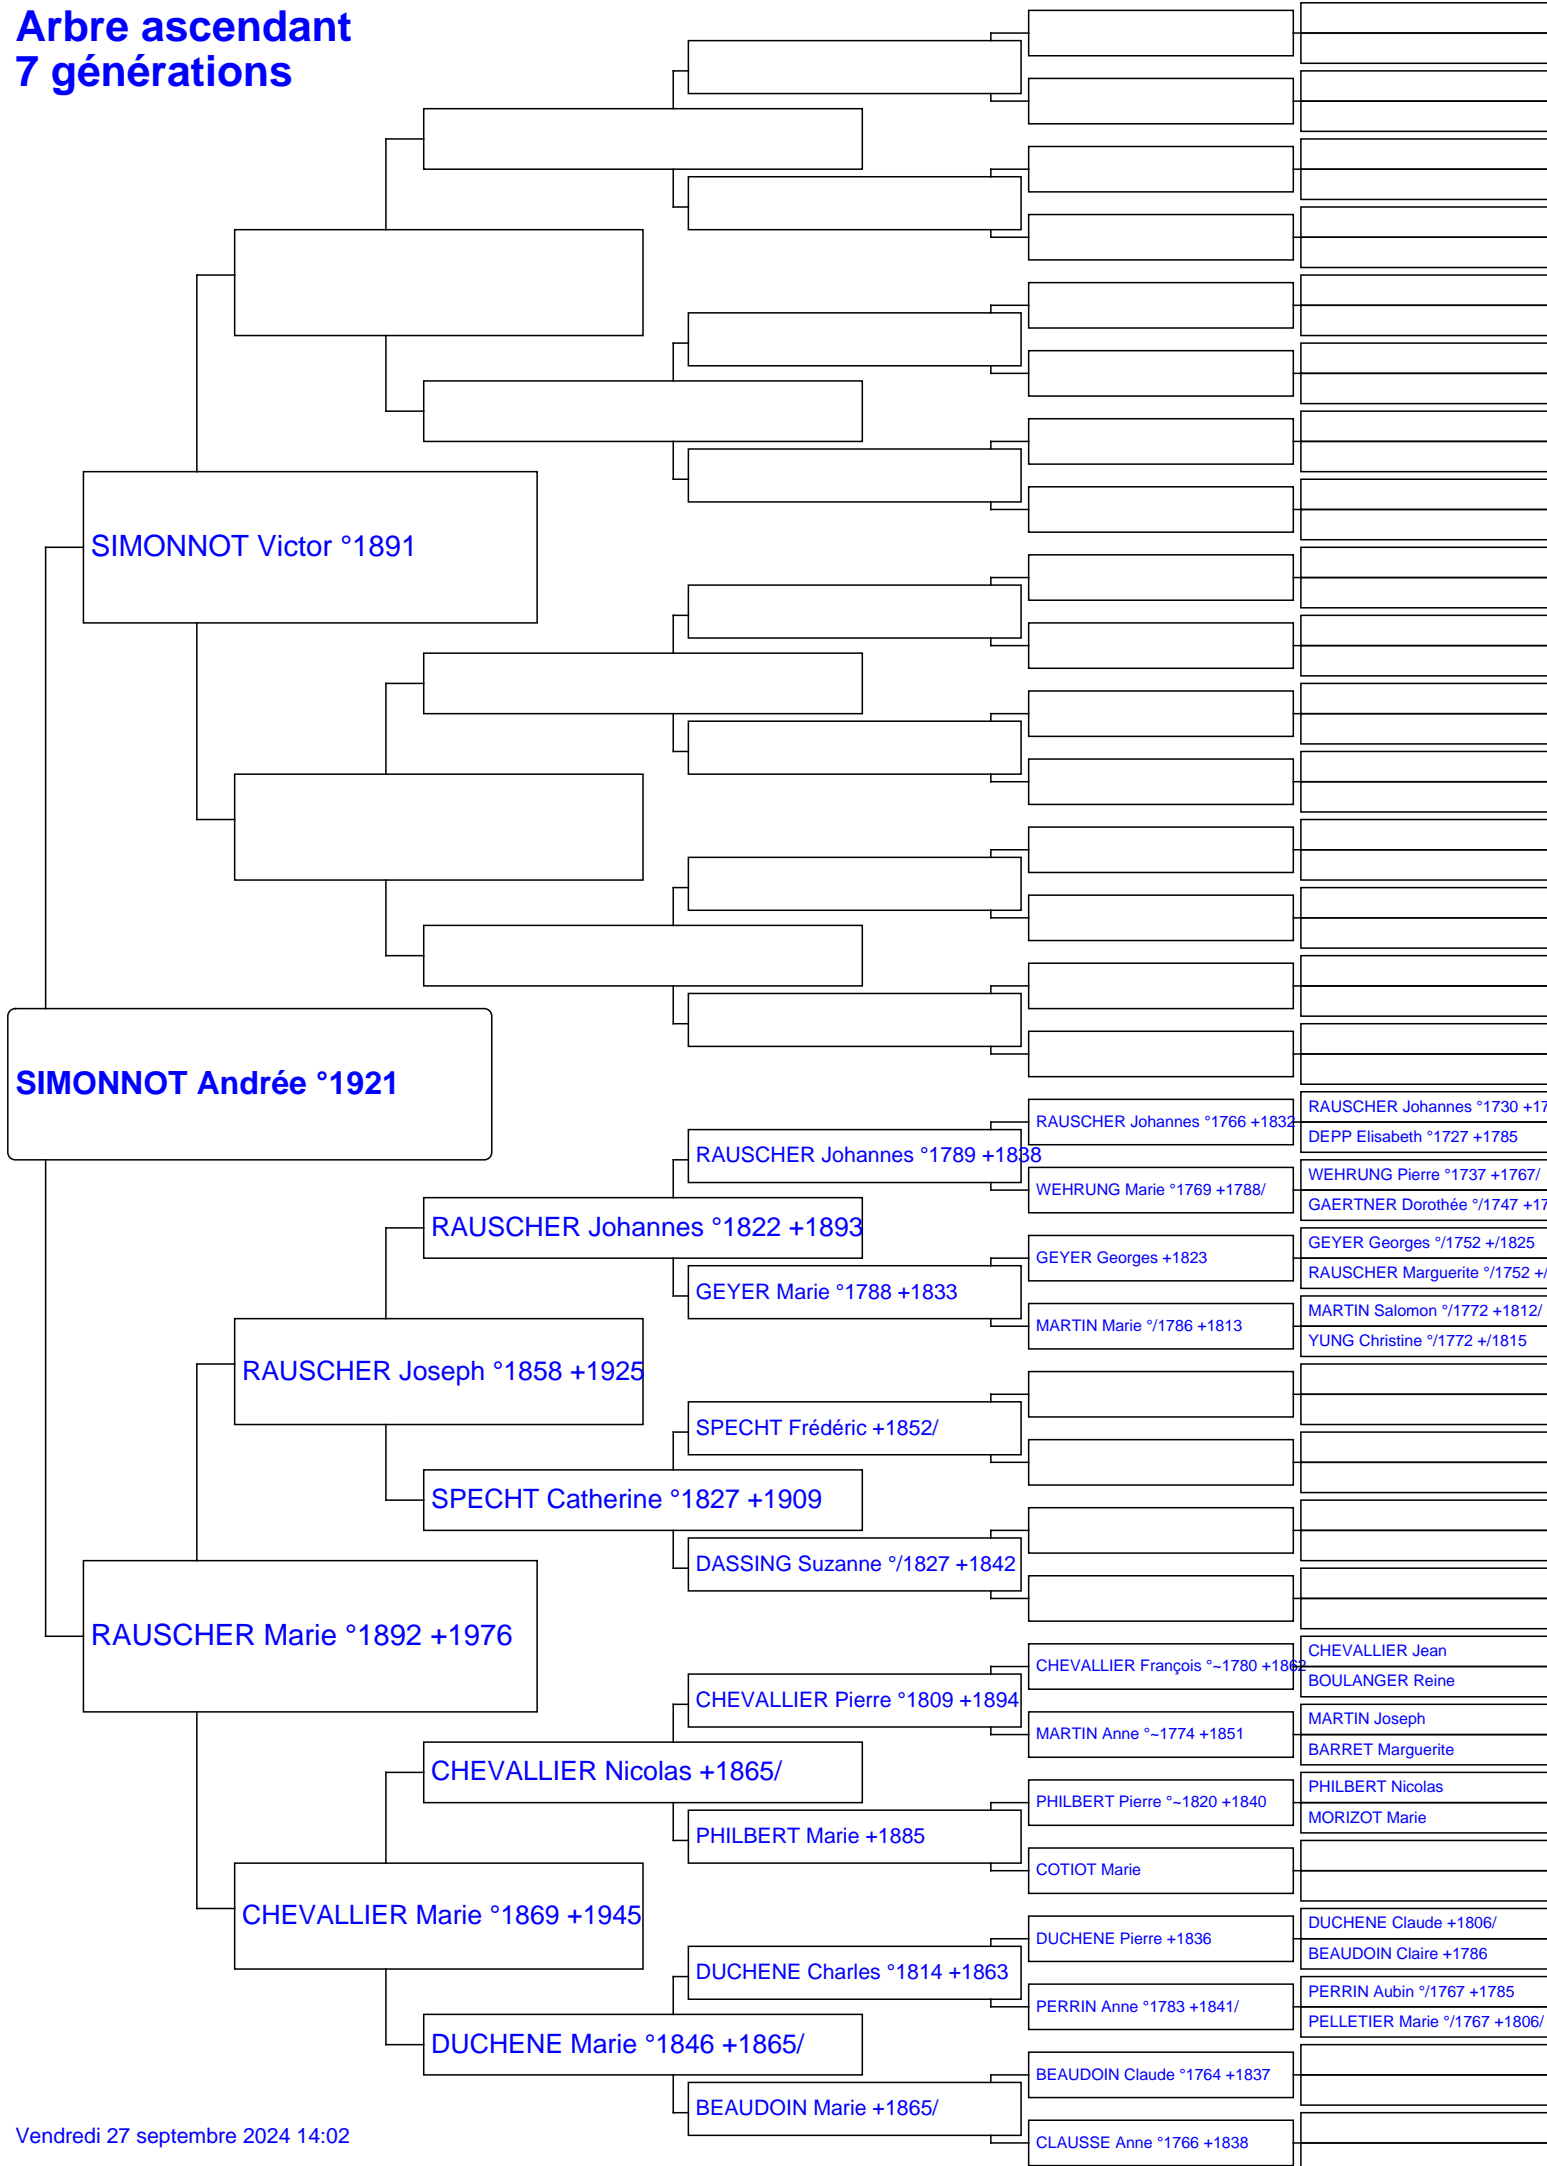 Arbre ascendant
7 générations
SIMONNOT Victor °1891
SIMONNOT Andrée °1921
RAUSCHER Johannes °1766 +1832
RAUSCHER Johannes °1730 +17
DEPP Elisabeth °1727 +1785
RAUSCHER Johannes °1789 +1838
WEHRUNG Marie °1769 +1788/
WEHRUNG Pierre °1737 +1767/
GAERTNER Dorothée °/1747 +17
RAUSCHER Johannes °1822 +1893
GEYER Georges +1823
GEYER Georges °/1752 +/1825
RAUSCHER Marguerite °/1752 +/
GEYER Marie °1788 +1833
MARTIN Marie °/1786 +1813
MARTIN Salomon °/1772 +1812/
YUNG Christine °/1772 +/1815
RAUSCHER Joseph °1858 +1925
SPECHT Frédéric +1852/
SPECHT Catherine °1827 +1909
DASSING Suzanne °/1827 +1842
RAUSCHER Marie °1892 +1976
CHEVALLIER François °~1780 +1862
CHEVALLIER Jean
BOULANGER Reine
CHEVALLIER Pierre °1809 +1894
MARTIN Anne °~1774 +1851
MARTIN Joseph
BARRET Marguerite
CHEVALLIER Nicolas +1865/
PHILBERT Pierre °~1820 +1840
PHILBERT Nicolas
MORIZOT Marie
PHILBERT Marie +1885
COTIOT Marie
CHEVALLIER Marie °1869 +1945
DUCHENE Pierre +1836
DUCHENE Claude +1806/
BEAUDOIN Claire +1786
DUCHENE Charles °1814 +1863
PERRIN Anne °1783 +1841/
PERRIN Aubin °/1767 +1785
PELLETIER Marie °/1767 +1806/
DUCHENE Marie °1846 +1865/
BEAUDOIN Claude °1764 +1837
BEAUDOIN Marie +1865/
CLAUSSE Anne °1766 +1838
Vendredi 27 septembre 2024 14:02